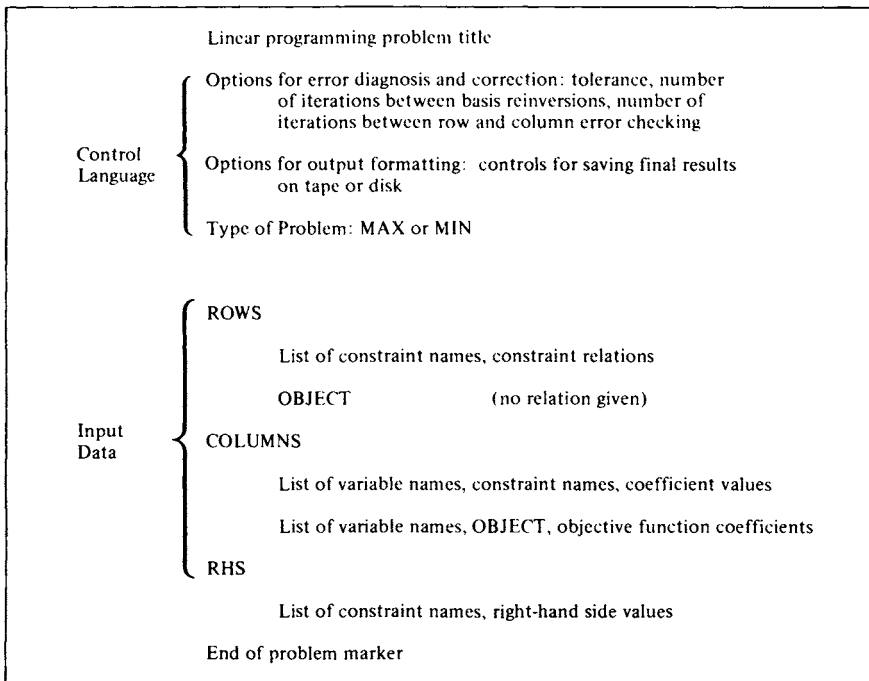 Linear programming problem title
Options for error diagnosis and correction: tolerance, number
of iterations between basis reinversions, number of
iterations between row and column error checking
Control
Language
Options for output formatting: controls for saving final results
on tape or disk
Type of Problem: MAX or MIN
ROWS
List of constraint names, constraint relations
OBJECT (no relation given)
Input
Data
COLUMNS
List of variable names, constraint names, coefficient values
List of variable names, OBJECT, objective function coefficients
RHS
List of constraint names, right-hand side values
End of problem marker